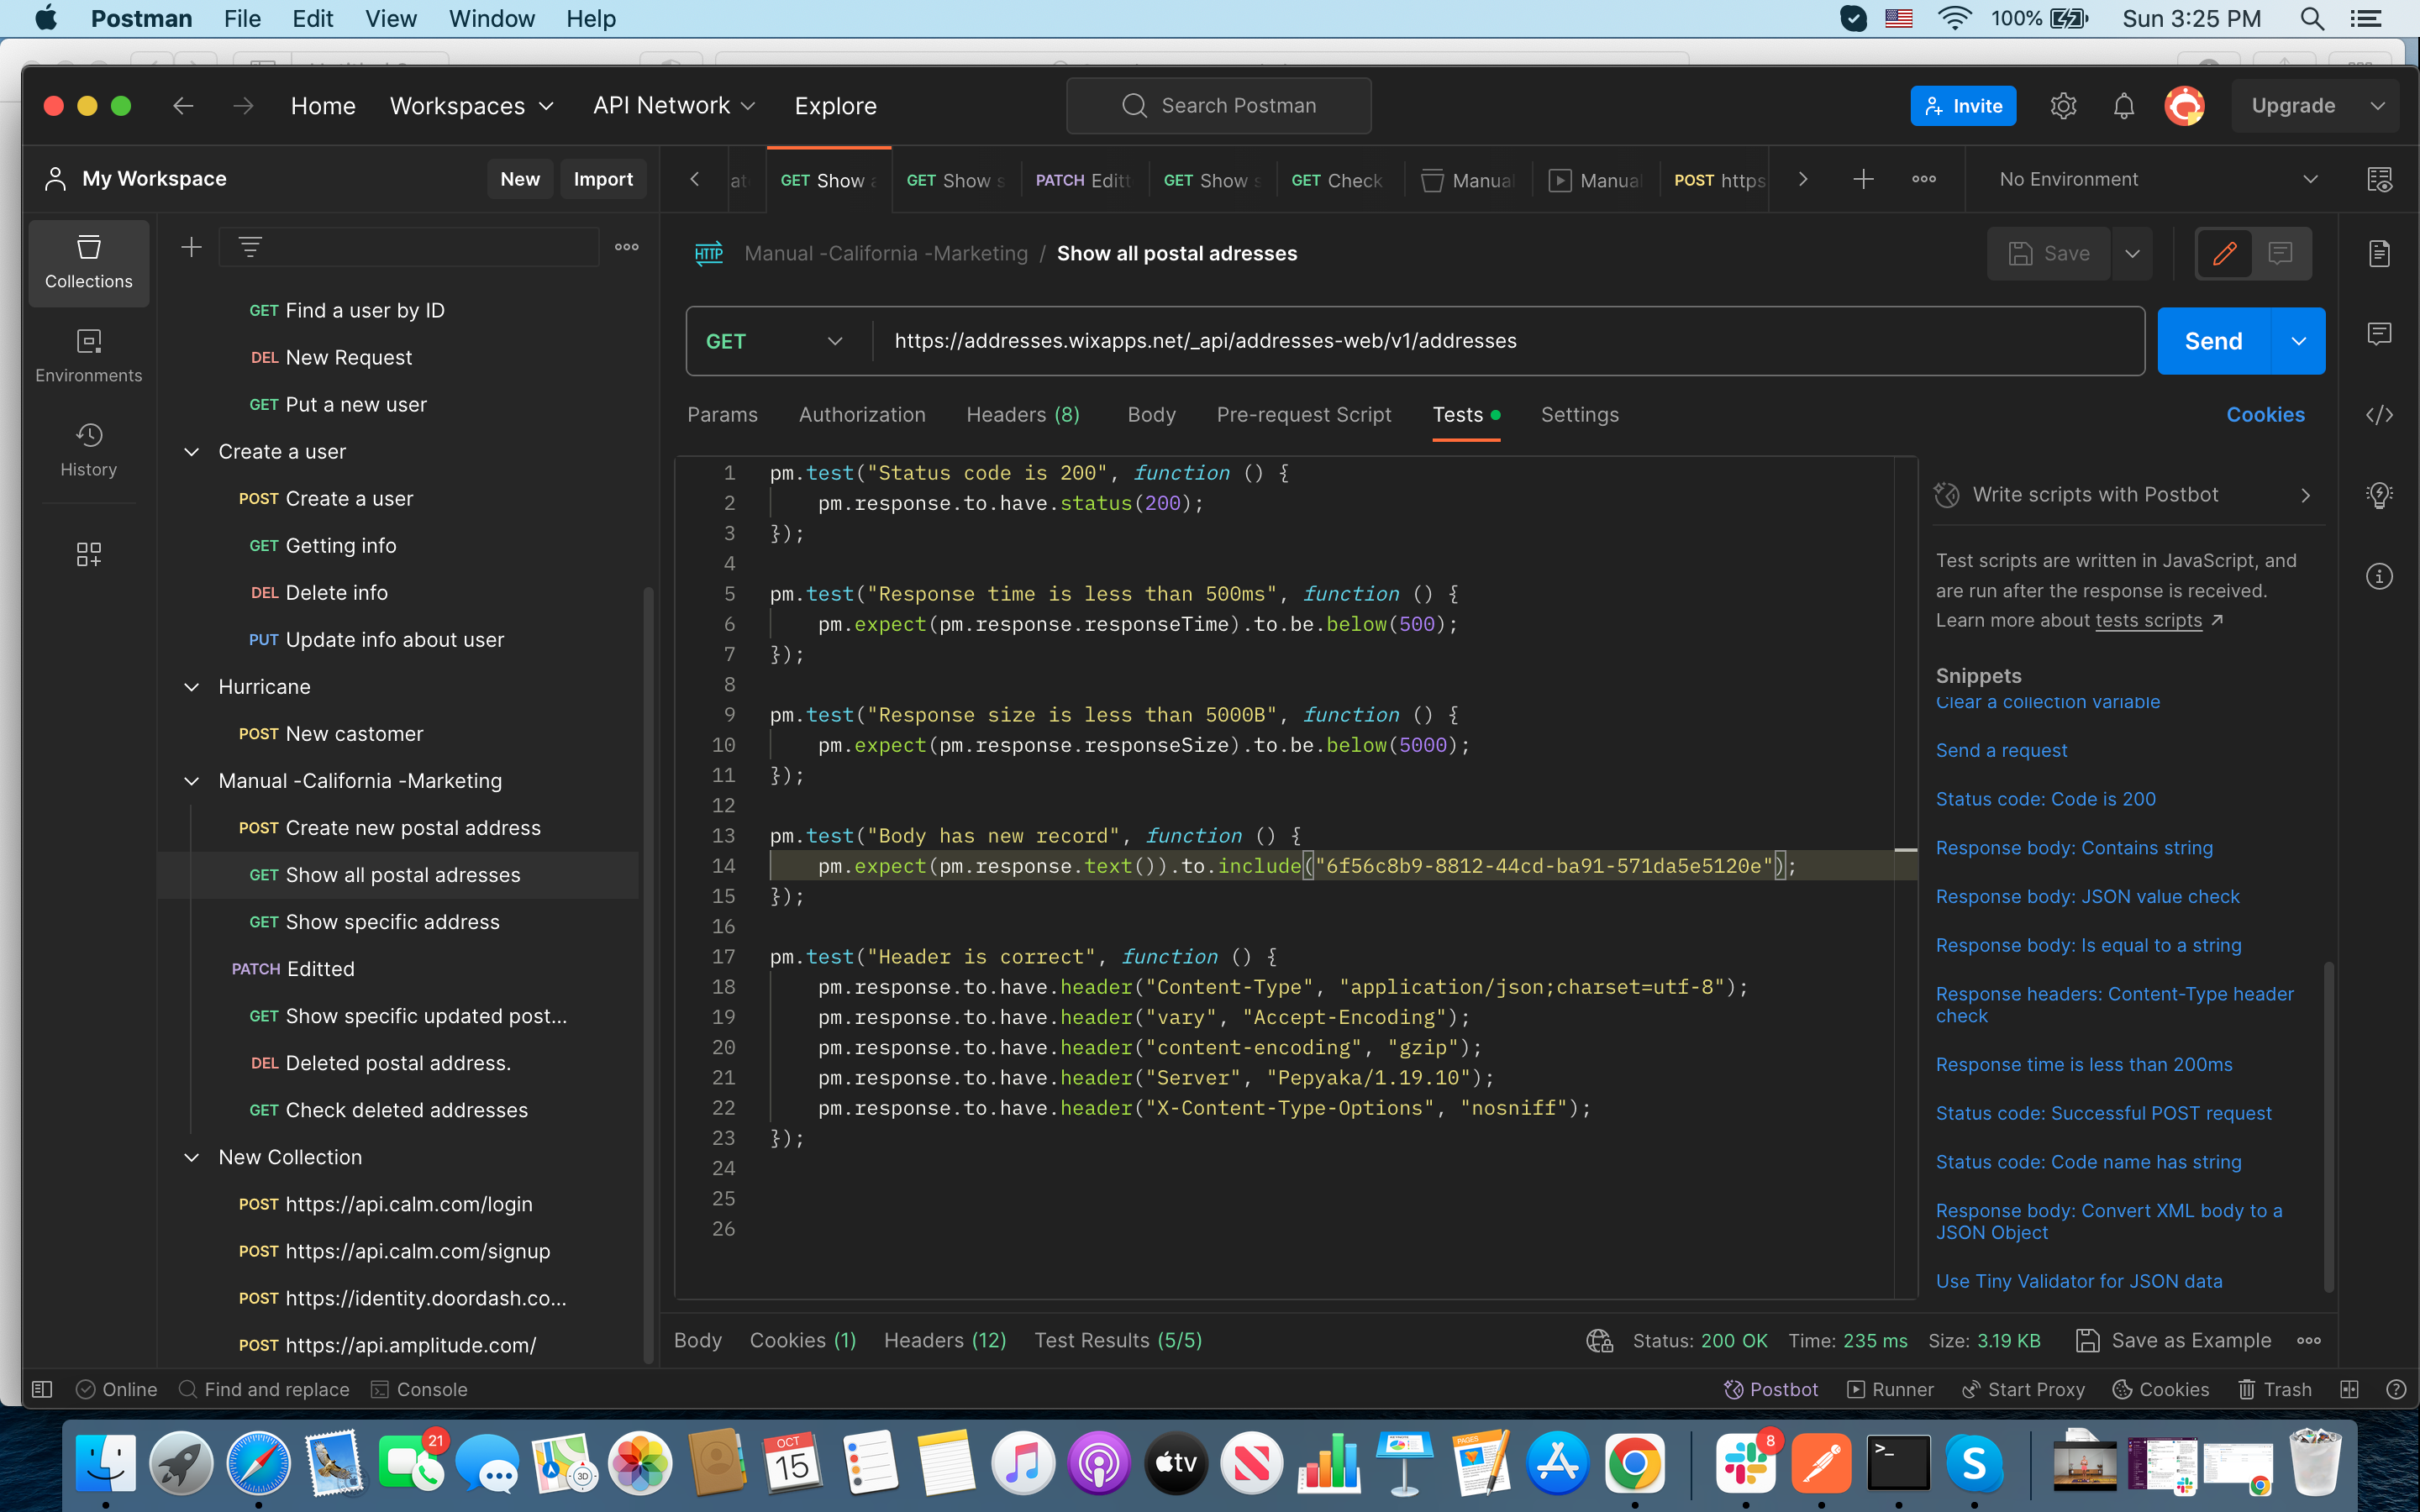 Postman File Edit View Window Help 100% Sun 3:25 PM
Home Workspaces API Network Explore Search Postman Invite Upgrade
My Workspace New Import GET Show PATCH Editt GET Show GET Check Manual Manual POST https No Environment
Manual -California -Marketing / Show all postal adresses Save
HTTP
Collections
Environments
History
GET Find a user by ID
DEL New Request
GET Put a new user
Create a user
POST Create a user
GET Getting info
DEL Delete info
PUT Update info about user
Hurricane
POST New castomer
Manual -California -Marketing
POST Create new postal address
GET Show all postal adresses
GET Show specific address
PATCH Editted
GET Show specific updated post...
DEL Deleted postal address.
GET Check deleted addresses
New Collection
POST https://api.calm.com/login
POST https://api.calm.com/signup
POST https://identity.doordash.co...
POST https://api.amplitude.com/
GET https://addresses.wixapps.net/_api/addresses-web/v1/addresses Send
Params Authorization Headers (8) Body Pre-request Script Tests Settings Cookies
1 pm.test("Status code is 200", function () {
2 pm.response.to.have.status(200);
3 });
4
5 pm.test("Response time is less than 500ms", function () {
6 pm.expect(pm.response.responseTime).to.be.below(500);
7 });
8
9 pm.test("Response size is less than 5000B", function () {
10 pm.expect(pm.response.responseSize).to.be.below(5000);
11 });
12
13 pm.test("Body has new record", function () {
14 pm.expect(pm.response.text()).to.include("6f56c8b9-8812-44cd-ba91-571da5e5120e");
15 });
16
17 pm.test("Header is correct", function () {
18 pm.response.to.have.header("Content-Type", "application/json;charset=utf-8");
19 pm.response.to.have.header("vary", "Accept-Encoding");
20 pm.response.to.have.header("content-encoding", "gzip");
21 pm.response.to.have.header("Server", "Pepyaka/1.19.10");
22 pm.response.to.have.header("X-Content-Type-Options", "nosniff");
23 });
24
25
26
Write scripts with Postbot
Test scripts are written in JavaScript, and
are run after the response is received.
Learn more about tests scripts
Snippets
Clear a collection variable
Send a request
Status code: Code is 200
Response body: Contains string
Response body: JSON value check
Response body: Is equal to a string
Response headers: Content-Type header
check
Response time is less than 200ms
Status code: Successful POST request
Status code: Code name has string
Response body: Convert XML body to a
JSON Object
Use Tiny Validator for JSON data
Body Cookies (1) Headers (12) Test Results (5/5) Status: 200 OK Time: 235 ms Size: 3.19 KB Save as Example
Online Find and replace Console Postbot Runner Start Proxy Cookies Trash
21 3D OCT 15 tv PAGES 8 >_ S